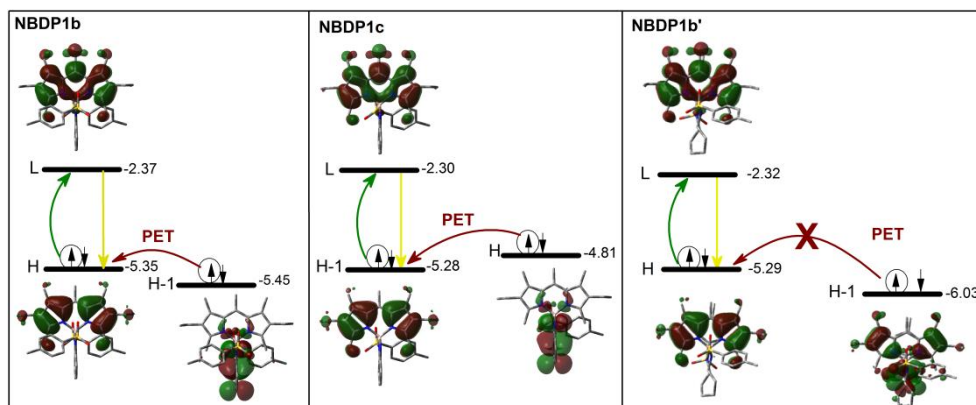 NBDP1b
L
-2.37
PET
H
-5.35
H-1
-5.45
NBDP1c
L
-2.30
PET
H
-4.81
H-1
-5.28
NBDP1b'
L
-2.32
X
PET
H
-5.29
H-1
-6.03